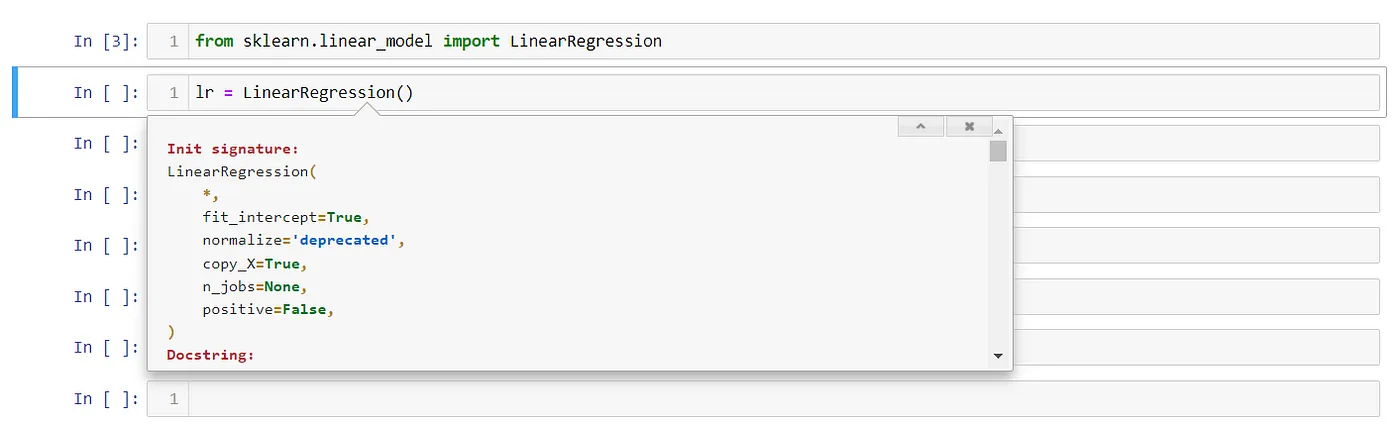 In [3]: 1 from sklearn.linear_model import LinearRegression
In [ ]: 1 lr = LinearRegression()
In [ ]:
Init signature:
LinearRegression(
In [ ]: *,
fit_intercept=True,
In [ ]: normalize='deprecated',
copy_X=True,
In [ ]: n_jobs=None,
positive=False,
)
In [ ]:
Docstring:
In [ ]: 1